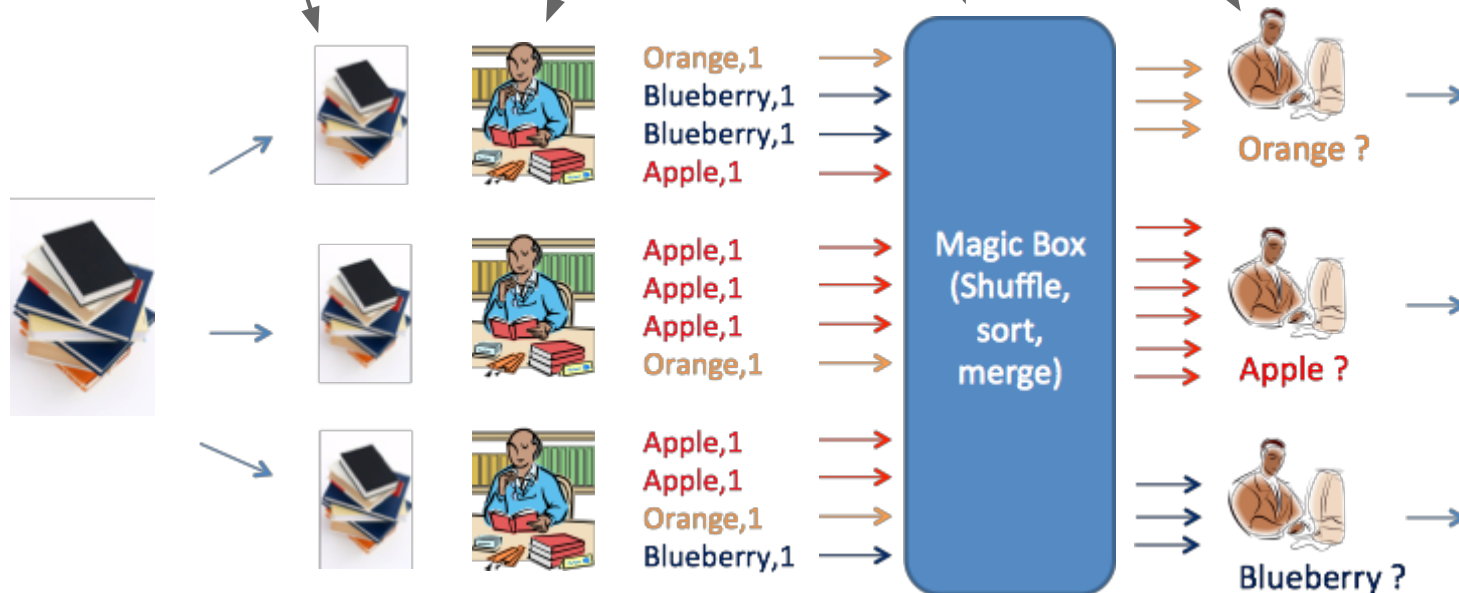 Orange,1
Blueberry,1
Blueberry,1
Apple,1
Apple,1
Apple,1
Apple,1
Orange,1
Apple,1
Apple,1
Orange,1
Blueberry,1
Magic Box
(Shuffle,
sort,
merge)
Orange ?
Apple ?
Blueberry ?